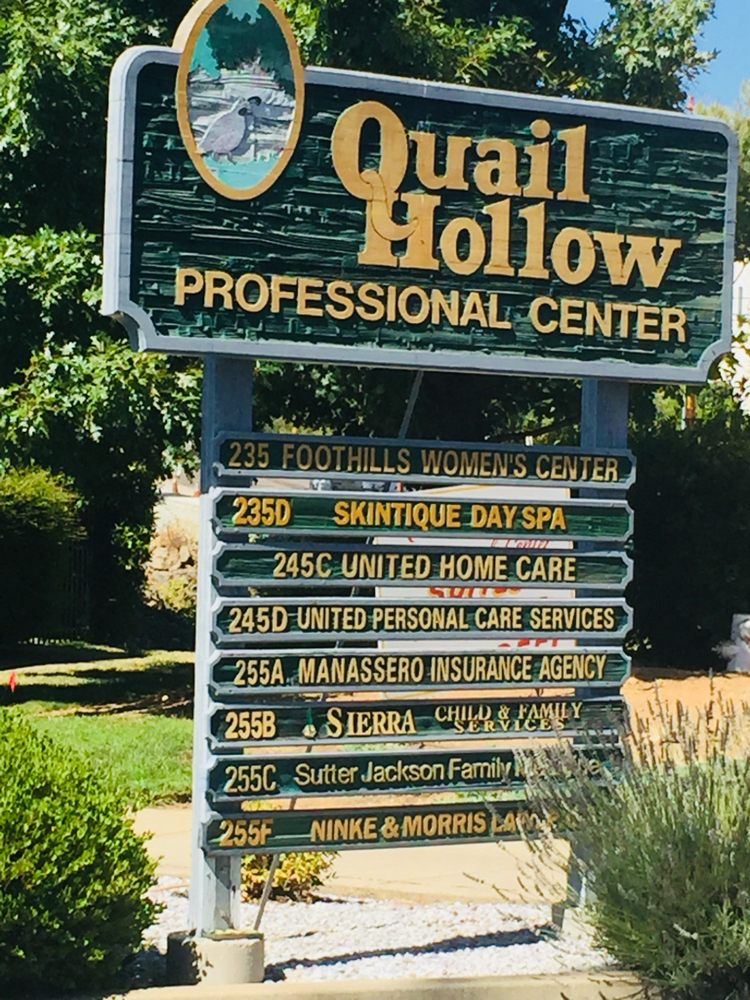 Quail
Hollow
PROFESSIONAL CENTER
235 FOOTHILLS WOMEN'S CENTER
235D SKINTIQUE DAY SPA
245C UNITED HOME CARE
245D UNITED PERSONAL CARE SERVICES
255A MANASSERO INSURANCE AGENCY
255B SIERRA CHILD & FAMILY
SERVICES
255C Sutter Jackson Family
255F NINKE & MORRIS